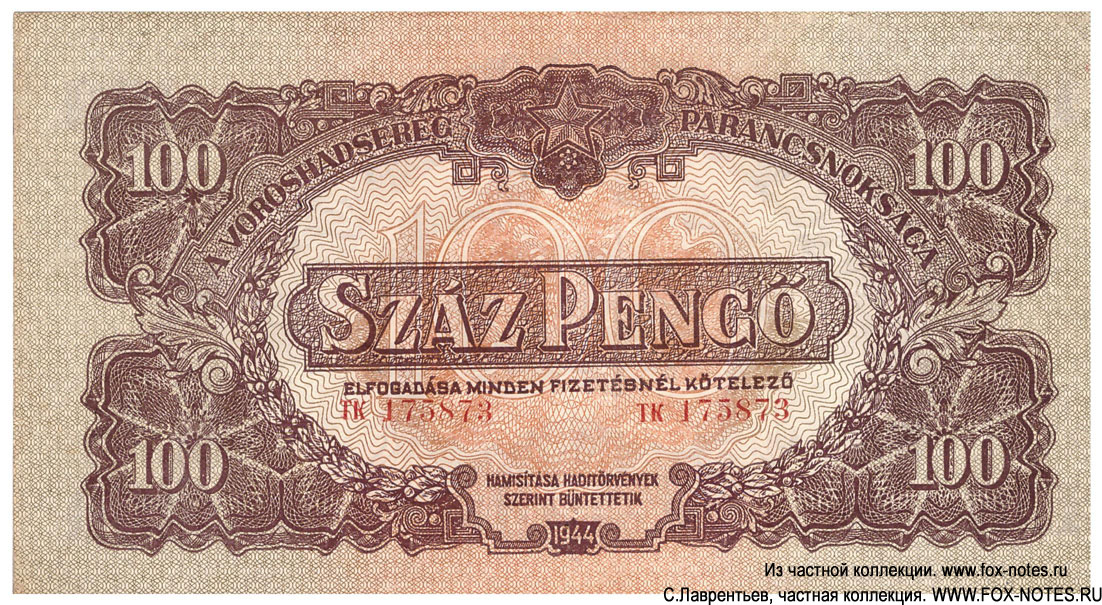 A VÖRÖSHADSEREG PARANCSNOKSÁGA
100 100
100
SZÁZ PENGŐ
ELFOGADÁSA MINDEN FIZETÉSNÉL KÖTELEZŐ
TK 175873 TK 175873
100 100
HAMISÍTÁSA HADITÖRVÉNYEK
SZERINT BÜNTETTETIK
1944
Из частной коллекции. www.fox-notes.ru
С.Лаврентьев, частная коллекция. WWW.FOX-NOTES.RU